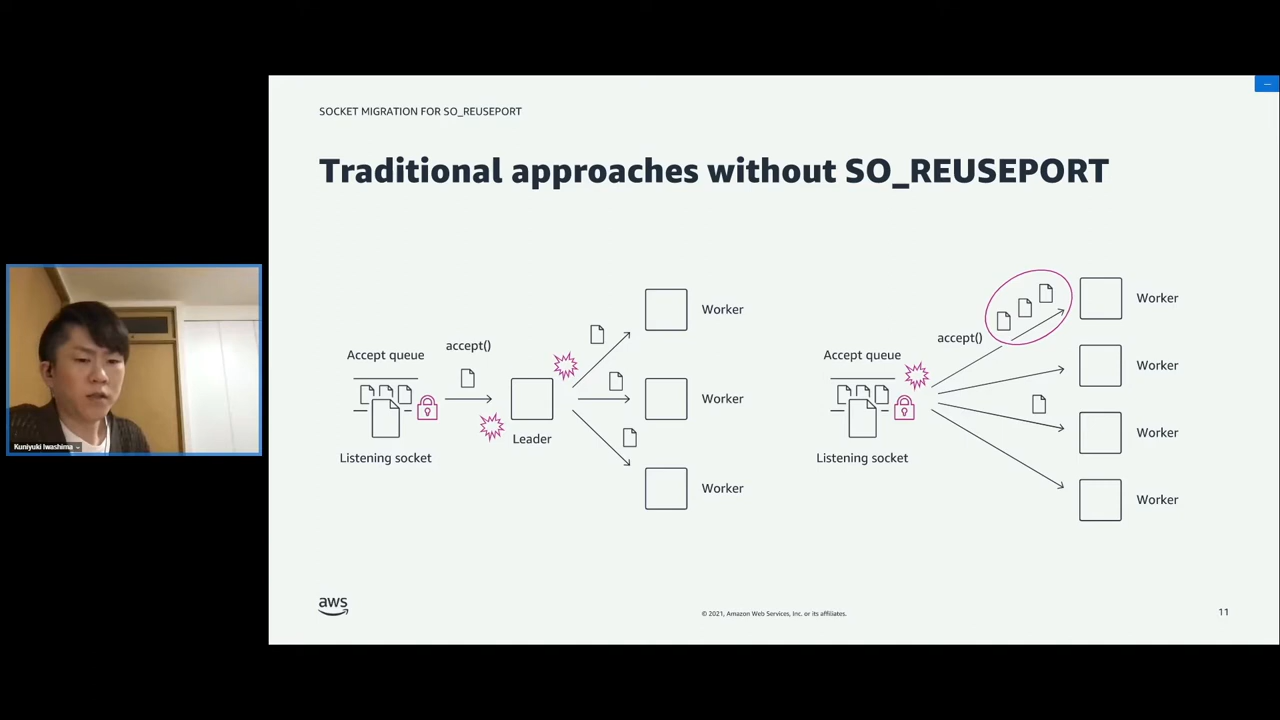 SOCKET MIGRATION FOR SO_REUSEPORT
Traditional approaches without SO_REUSEPORT
Accept queue
accept()
Listening socket
Leader
Worker
Worker
Worker
Accept queue
accept()
Listening socket
Worker
Worker
Worker
Worker
Kuniyuki Iwashima
aws
© 2021, Amazon Web Services, Inc. or its affiliates.
11